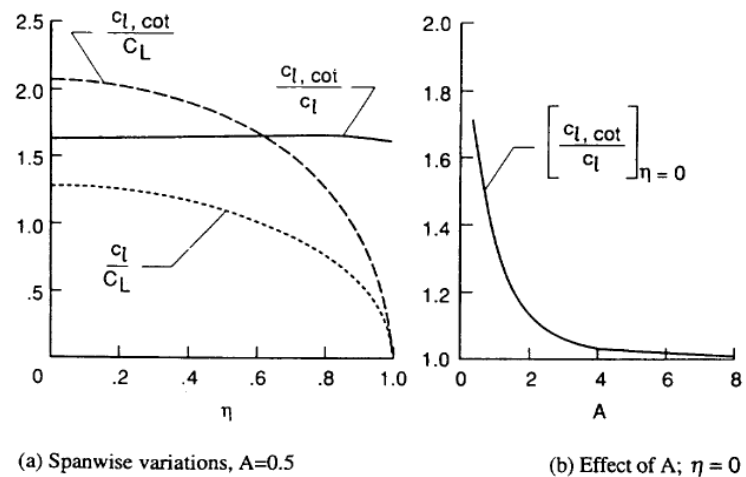 2.5
2.0
1.5
1.0
.5
0
.2
.4
.6
.8
1.0
η
c_l, cot
C_L
c_l, cot
c_l
c_l
C_L
(a) Spanwise variations, A=0.5
2.0
1.8
1.6
1.4
1.2
1.0
0
2
4
6
8
A
[c_l, cot
c_l]η = 0
(b) Effect of A; η = 0